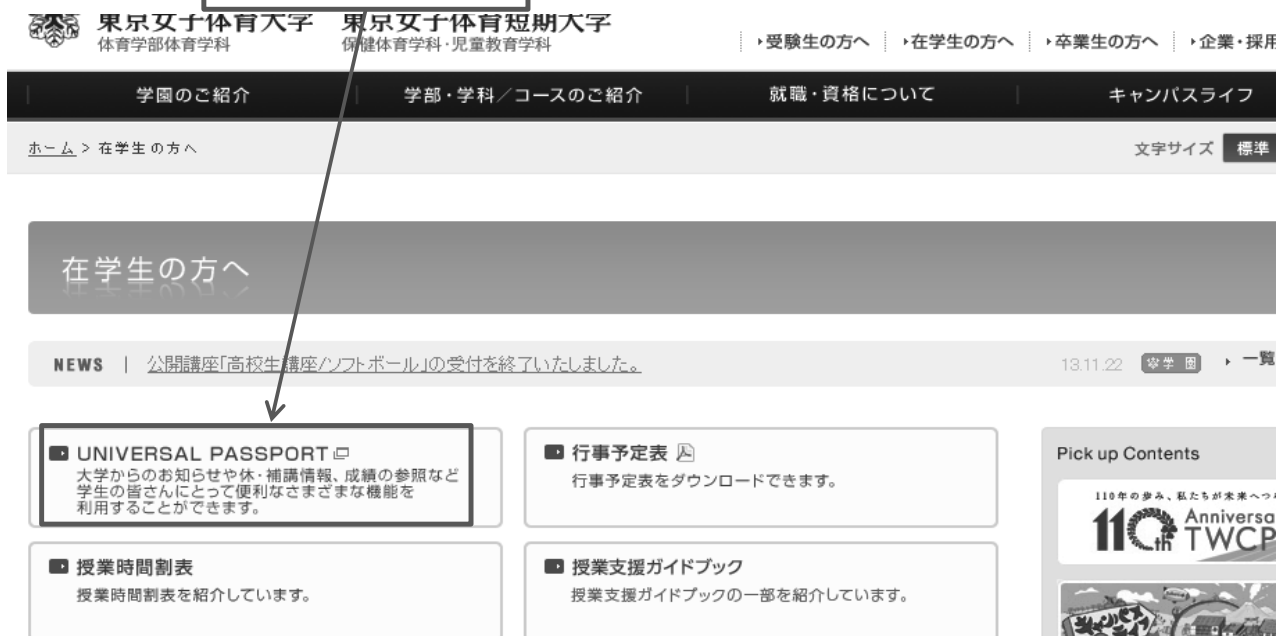 東京女子体育大学 東京女子体育短期大学
体育学部体育学科 保健体育学科・児童教育学科
受験生の方へ 在学生の方へ 卒業生の方へ 企業・採用
学園のご紹介 学部・学科／コースのご紹介 就職・資格について キャンパスライフ
ホーム > 在学生の方へ
文字サイズ 標準
在学生の方へ
NEWS | 公開講座「高校生講座/ソフトボール」の受付を終了いたしました。 13.11.22 学園 一覧
UNIVERSAL PASSPORT
大学からのお知らせや休・補講情報、成績の参照など
学生の皆さんにとって便利なさまざまな機能を
利用することができます。
行事予定表
行事予定表をダウンロードできます。
授業時間割表
授業時間割表を紹介しています。
授業支援ガイドブック
授業支援ガイドブックの一部を紹介しています。
Pick up Contents
110年の歩み、私たちが未来へつ
110th Anniversa
TWCP